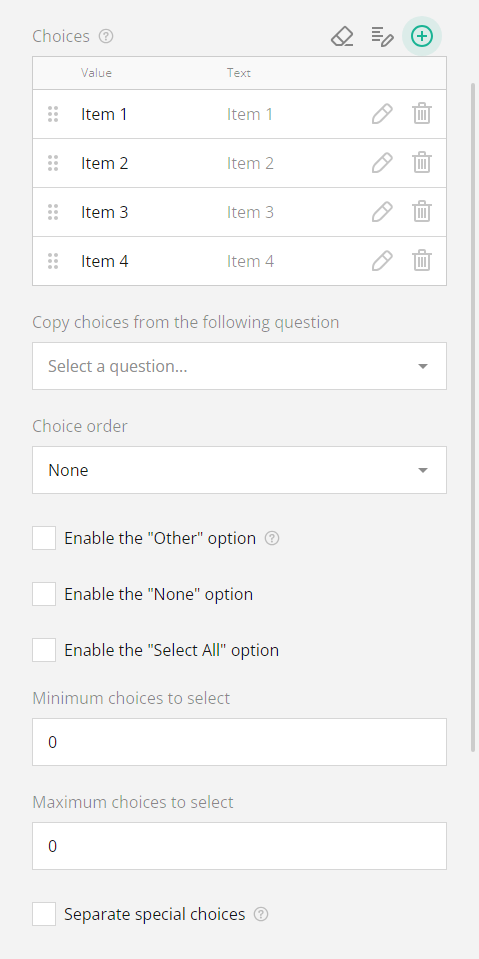 Choices
Value Text
Item 1 Item 1
Item 2 Item 2
Item 3 Item 3
Item 4 Item 4
Copy choices from the following question
Select a question...
Choice order
None
Enable the "Other" option
Enable the "None" option
Enable the "Select All" option
Minimum choices to select
0
Maximum choices to select
0
Separate special choices